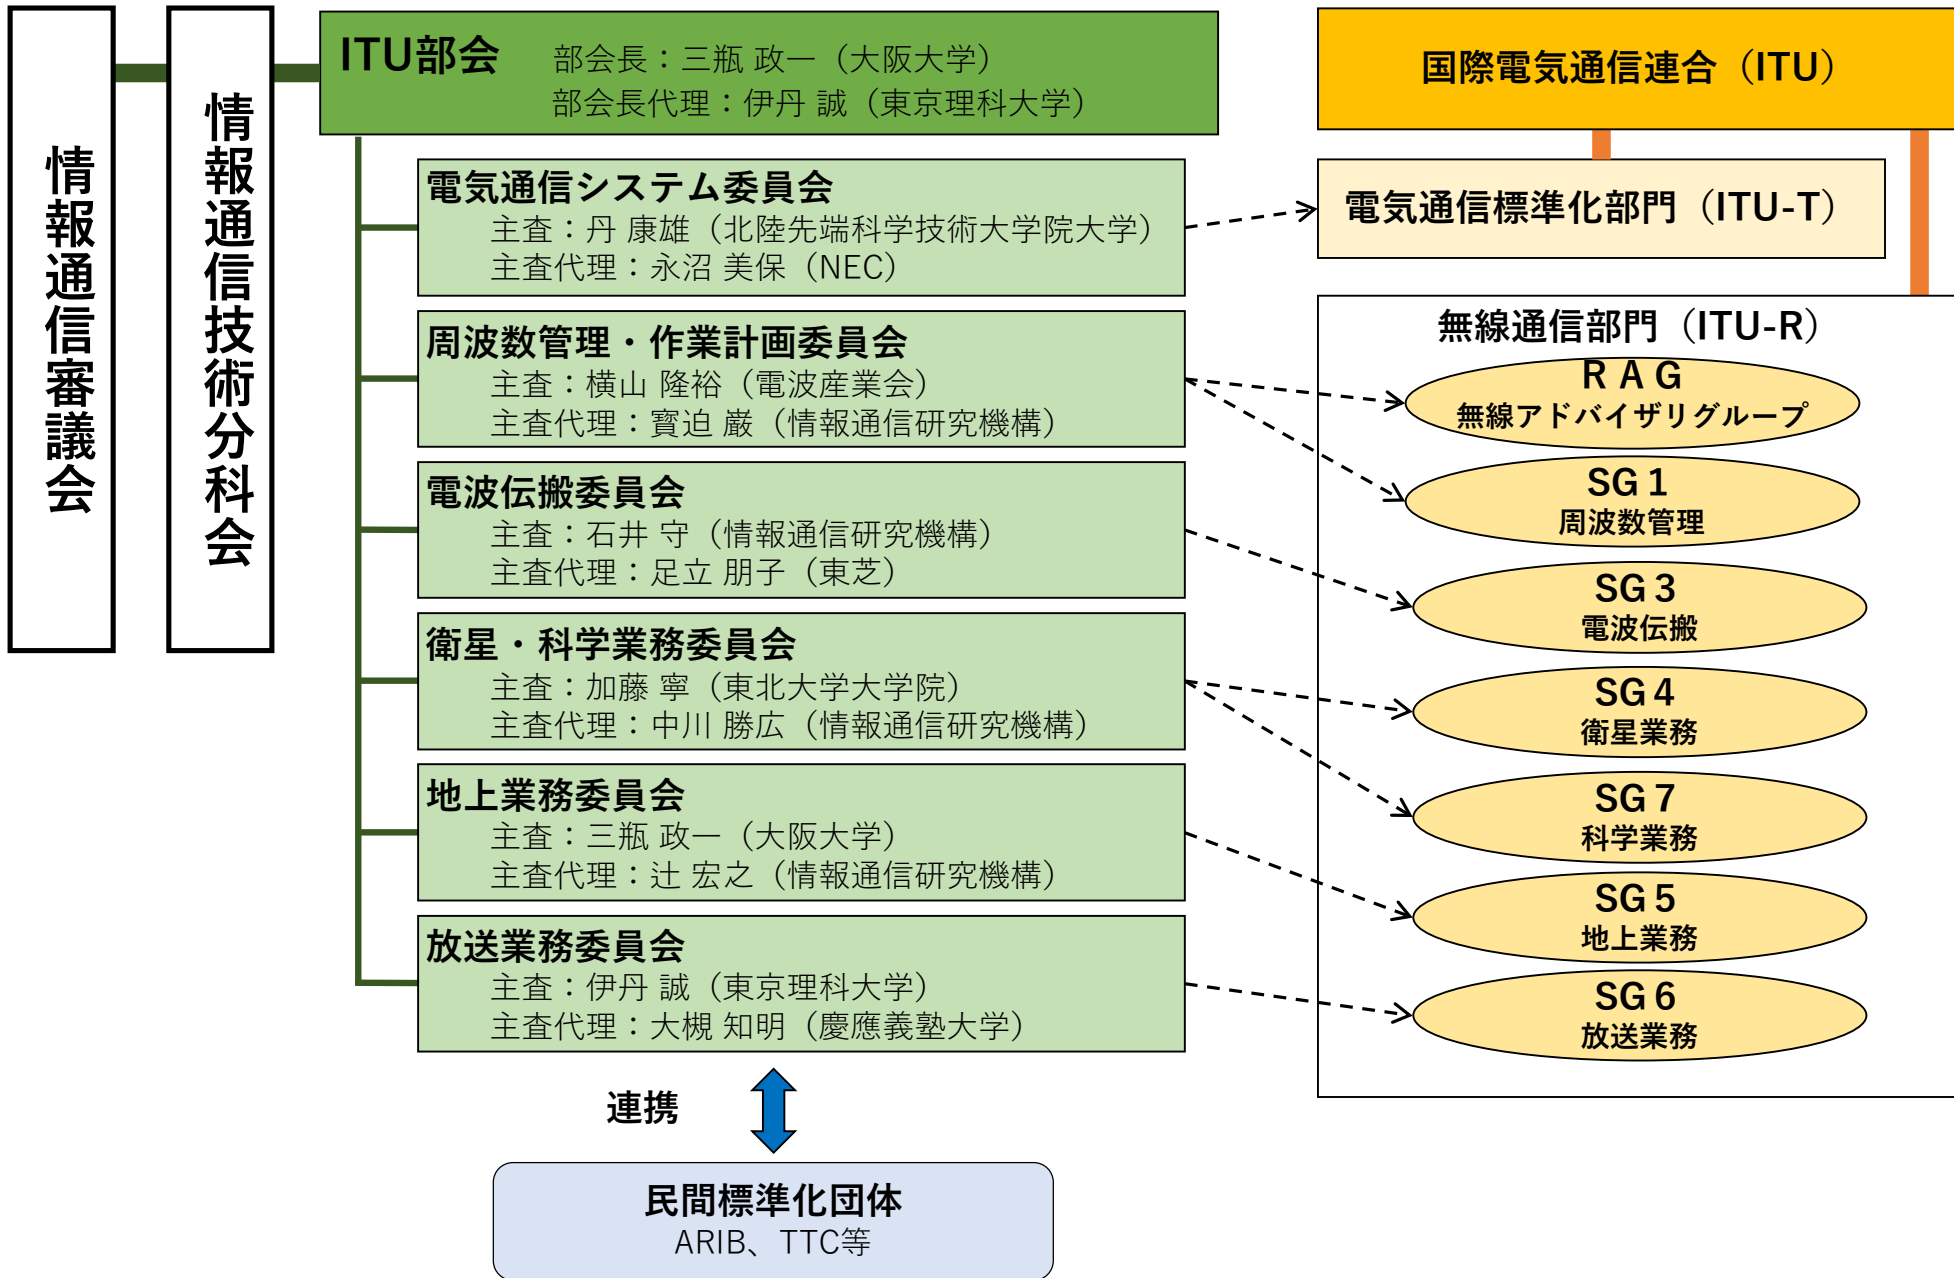 情報通信審議会
情報通信技術分科会
ITU部会
部会長：三瓶 政一（大阪大学）
部会長代理：伊丹 誠（東京理科大学）
電気通信システム委員会
主査：丹 康雄（北陸先端科学技術大学院大学）
主査代理：永沼 美保（NEC）
周波数管理・作業計画委員会
主査：横山 隆裕（電波産業会）
主査代理：寳迫 巌（情報通信研究機構）
電波伝搬委員会
主査：石井 守（情報通信研究機構）
主査代理：足立 朋子（東芝）
衛星・科学業務委員会
主査：加藤 寧（東北大学大学院）
主査代理：中川 勝広（情報通信研究機構）
地上業務委員会
主査：三瓶 政一（大阪大学）
主査代理：辻 宏之（情報通信研究機構）
放送業務委員会
主査：伊丹 誠（東京理科大学）
主査代理：大槻 知明（慶應義塾大学）
連携
民間標準化団体
ARIB、TTC等
国際電気通信連合（ITU）
電気通信標準化部門（ITU-T）
無線通信部門（ITU-R）
ＲＡＧ
無線アドバイザリグループ
SG１
周波数管理
SG３
電波伝搬
SG４
衛星業務
SG７
科学業務
SG５
地上業務
SG６
放送業務